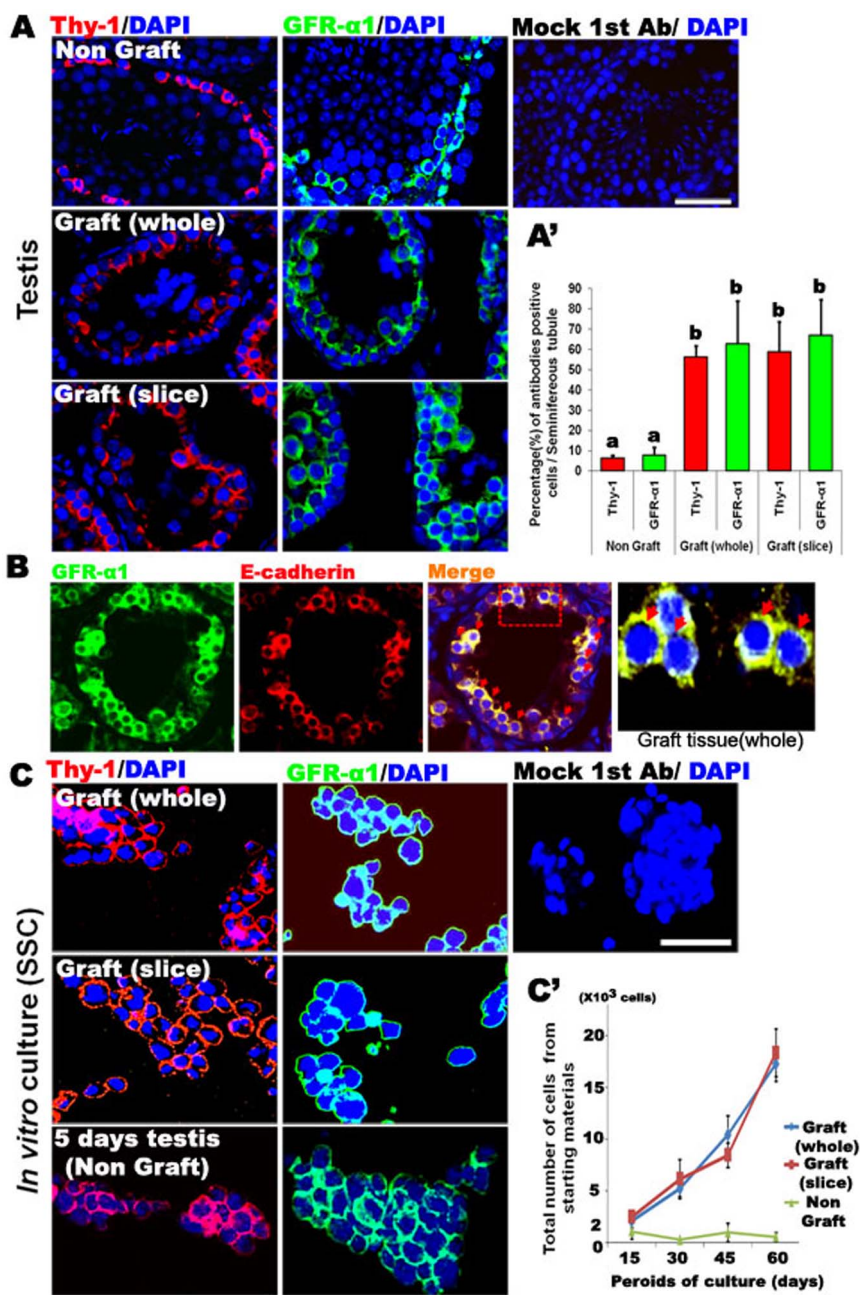 A
Thy-1/DAPI
GFR-α1/DAPI
Mock 1st Ab/ DAPI
Non Graft
Graft (whole)
Graft (slice)
Testis
A'
Percentage(%) of antibodies positive
cells / Seminifereous tubule
90
80
70
60
50
40
30
20
10
0
a
a
b
b
b
b
Thy-1
GFR-α1
Thy-1
GFR-α1
Thy-1
GFR-α1
Non Graft
Graft (whole)
Graft (slice)
B
GFR-α1
E-cadherin
Merge
Graft tissue(whole)
C
Thy-1/DAPI
GFR-α1/DAPI
Mock 1st Ab/ DAPI
Graft (whole)
Graft (slice)
5 days testis
(Non Graft)
In vitro culture (SSC)
C'
(X10³ cells)
Total number of cells from
starting materials
20
15
10
5
2
0
15
30
45
60
Peroids of culture (days)
Graft
(whole)
Graft
(slice)
Non
Graft